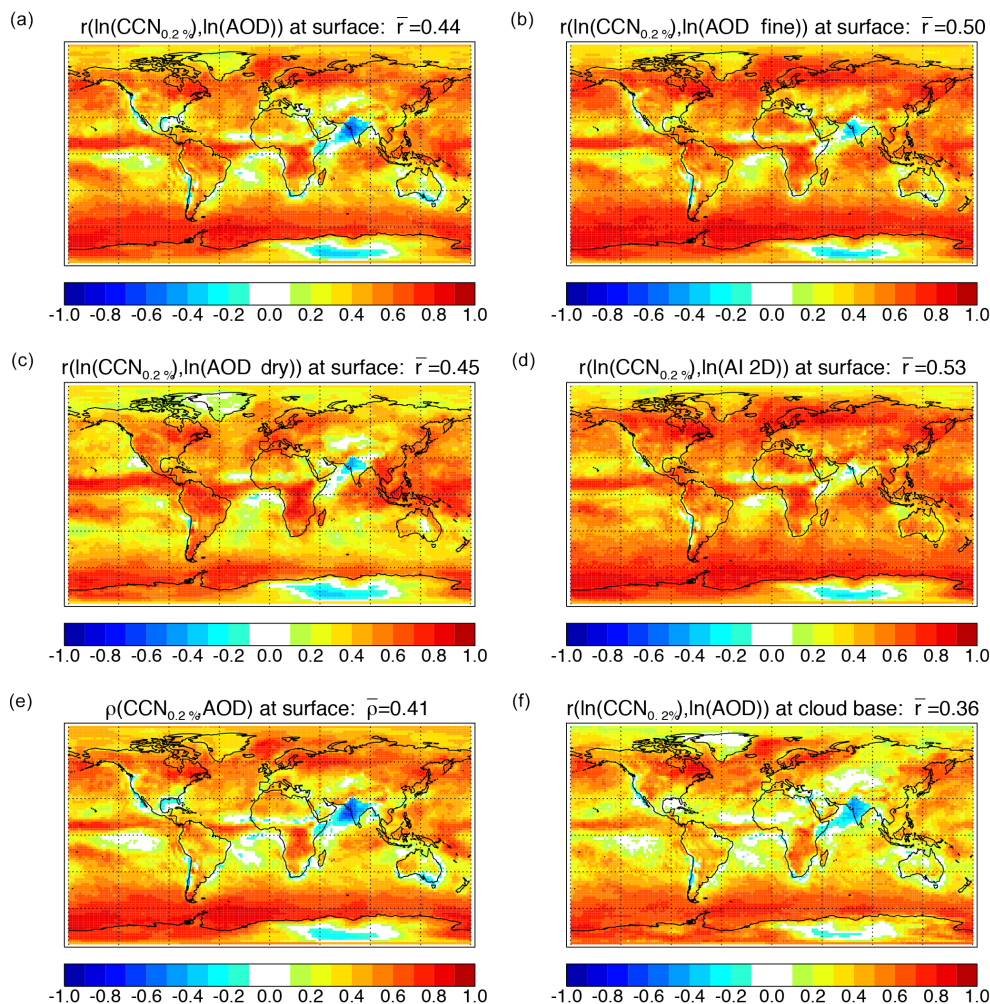 (a) r(ln(CCN0.2 %),ln(AOD)) at surface: r̅=0.44
(b) r(ln(CCN0.2 %),ln(AOD fine)) at surface: r̅=0.50
-1.0 -0.8 -0.6 -0.4 -0.2 0.0 0.2 0.4 0.6 0.8 1.0
-1.0 -0.8 -0.6 -0.4 -0.2 0.0 0.2 0.4 0.6 0.8 1.0
(c) r(ln(CCN0.2 %),ln(AOD dry)) at surface: r̅=0.45
(d) r(ln(CCN0.2 %),ln(AI 2D)) at surface: r̅=0.53
-1.0 -0.8 -0.6 -0.4 -0.2 0.0 0.2 0.4 0.6 0.8 1.0
-1.0 -0.8 -0.6 -0.4 -0.2 0.0 0.2 0.4 0.6 0.8 1.0
(e) ρ(CCN0.2 %,AOD) at surface: ρ̅=0.41
(f) r(ln(CCN0.2%),ln(AOD)) at cloud base: r̅=0.36
-1.0 -0.8 -0.6 -0.4 -0.2 0.0 0.2 0.4 0.6 0.8 1.0
-1.0 -0.8 -0.6 -0.4 -0.2 0.0 0.2 0.4 0.6 0.8 1.0